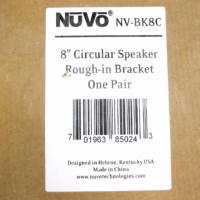 NUVO® NV-BK8C
8" Circular Speaker
Rough-in Bracket
One Pair
7 01963 85024 3
Designed in Hebron, Kentucky USA
Made in China
www.nuvotechnologies.com